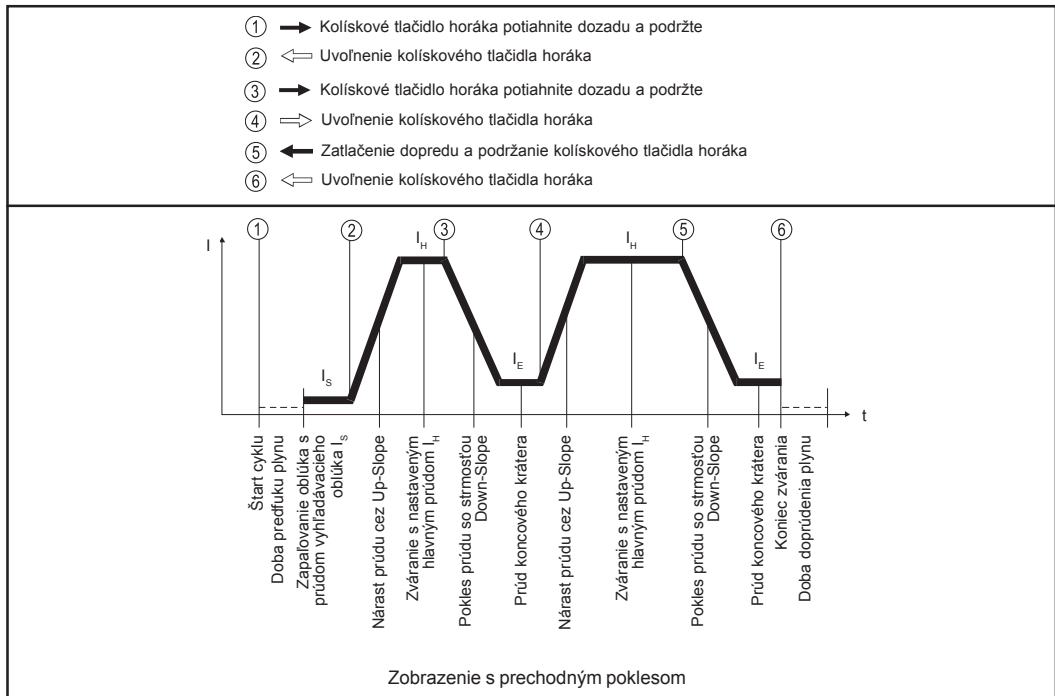 1 Kolískové tlačidlo horáka potiahnite dozadu a podržte
2 Uvoľnenie kolískového tlačidla horáka
3 Kolískové tlačidlo horáka potiahnite dozadu a podržte
4 Uvoľnenie kolískového tlačidla horáka
5 Zatlačenie dopredu a podržanie kolískového tlačidla horáka
6 Uvoľnenie kolískového tlačidla horáka
1 2 3 4 5 6
I
I_H
I_H
I_S
I_E
I_E
t
Štart cyklu
Doba predfuku plynu
Zapaľovanie oblúka s
prúdom vyhľadávacieho
oblúka I_S
Nárast prúdu cez Up-Slope
Zváranie s nastaveným
hlavným prúdom I_H
Pokles prúdu so strmosťou
Down-Slope
Prúd koncového krátera
Nárast prúdu cez Up-Slope
Zváranie s nastaveným
hlavným prúdom I_H
Pokles prúdu so strmosťou
Down-Slope
Prúd koncového krátera
Koniec zvárania
Doba doprúdenia plynu
Zobrazenie s prechodným poklesom